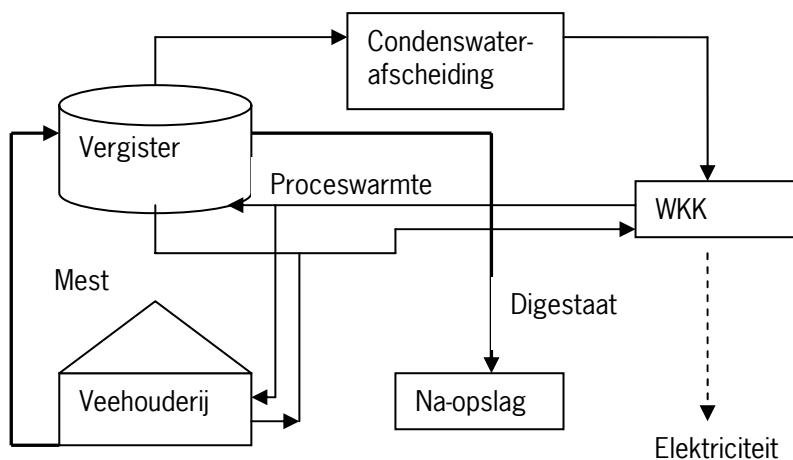 Condenswater-
afscheiding
Vergister
Proceswarmte
WKK
Mest
Digestaat
Veehouderij
Na-opslag
Elektriciteit